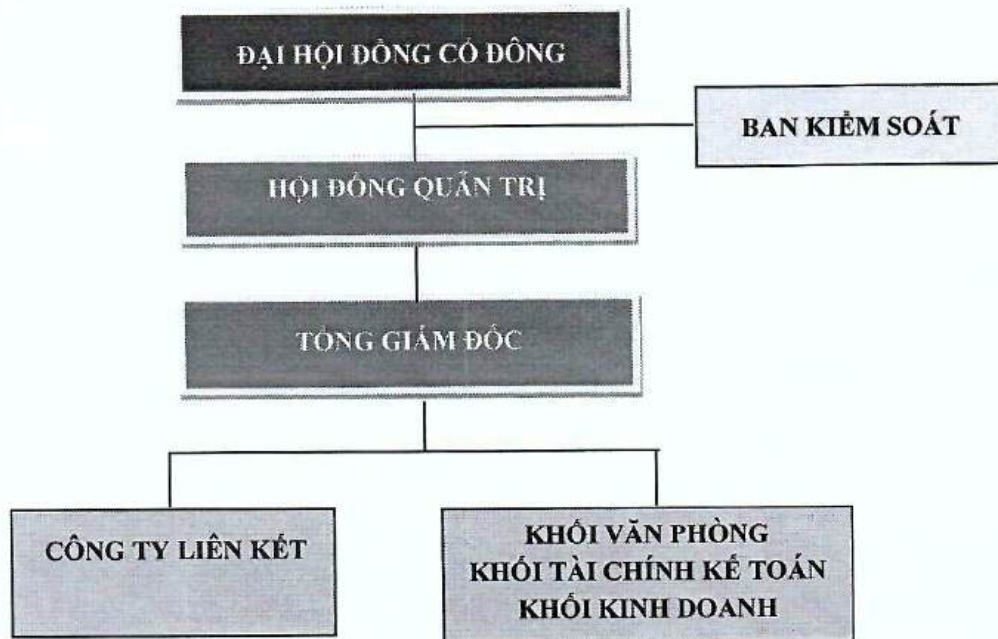 ĐẠI HỘI ĐỒNG CỔ ĐÔNG
BAN KIỂM SOÁT
HỘI ĐỒNG QUẢN TRỊ
TỔNG GIÁM ĐỐC
CÔNG TY LIÊN KẾT
KHỐI VĂN PHÒNG
KHỐI TÀI CHÍNH KẾ TOÁN
KHỐI KINH DOANH